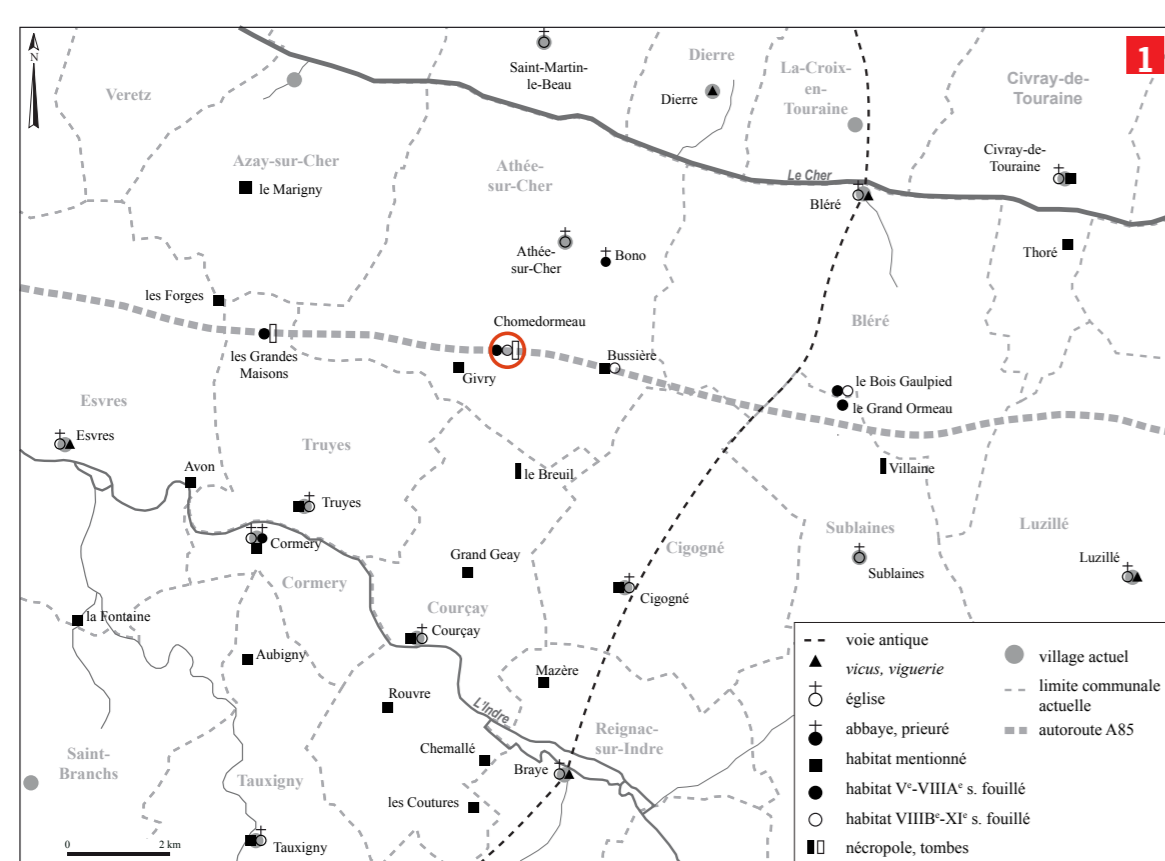 1
N
Saint-Martin-
le-Beau
Dierre
La-Croix-
en-
Touraine
Civray-de-
Touraine
Veretz
Dierre
Azay-sur-Cher
Athée-
sur-Cher
Civray-de-
Touraine
le Marigny
Le Cher
Bléré
Athée-
sur-Cher
Bono
Thoré
les Forges
Chomedormeau
Bléré
les Grandes
Maisons
Bussière
Givry
le Bois Gaulpied
le Grand Ormeau
Esvres
Esvres
Truyes
Avon
le Breuil
Villaine
Truyes
Sublaines
Luzillé
Cormery
Grand Geay
Cigogné
Sublaines
Luzillé
Cormery
Cigogné
la Fontaine
Courçay
Courçay
Aubigny
Mazère
Rouvre
L'Indre
Reignac-
sur-Indre
Saint-
Branchs
Tauxigny
Chemallé
Braye
les Coutures
Tauxigny
0 2 km
voie antique
vicus, viguerie
église
abbaye, prieuré
habitat mentionné
habitat Ve-VIIIAe s. fouillé
habitat VIIIBe-XIe s. fouillé
nécropole, tombes
village actuel
limite communale
actuelle
autoroute A85